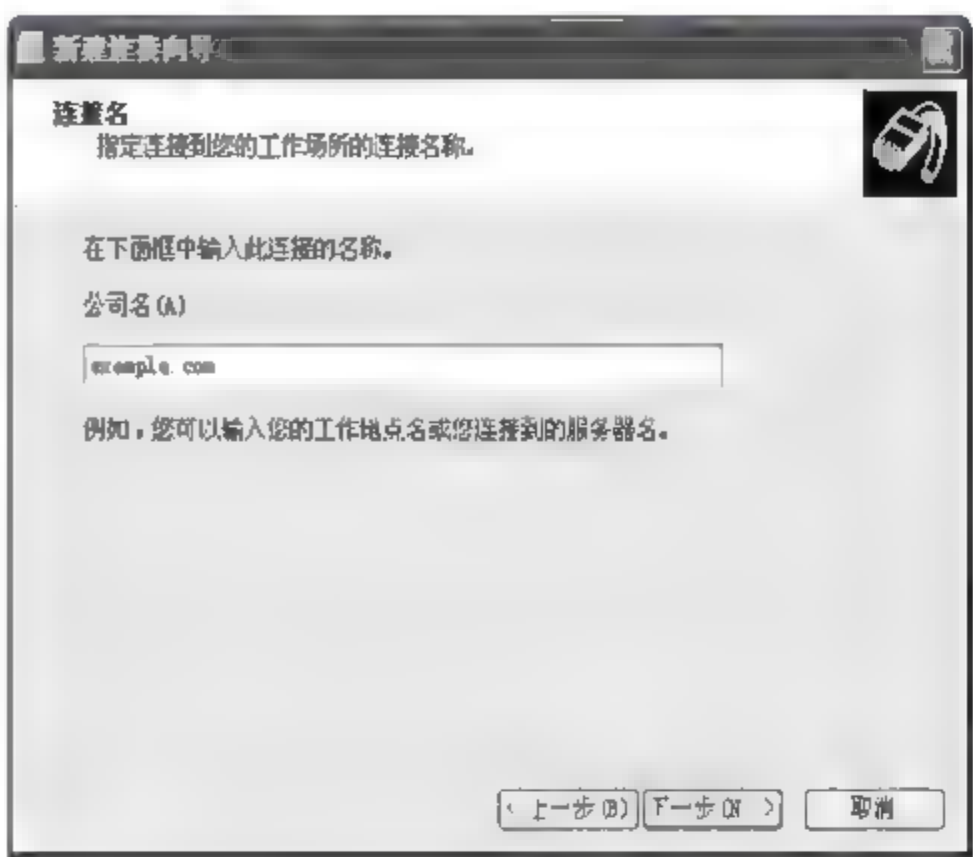 新建连接向导
连接名
指定连接到您的工作场所的连接名称。
在下面框中输入此连接的名称。
公司名(A)
example.com
例如,您可以输入您的工作地点名或您连接到的服务器名。
< 上一步(B)
下一步(N >
取消